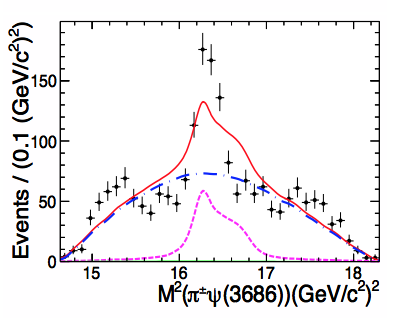 Events / (0.1 (GeV/c²)²)
150
100
50
0
15 16 17 18
M²(π±ψ(3686))(GeV/c²)²